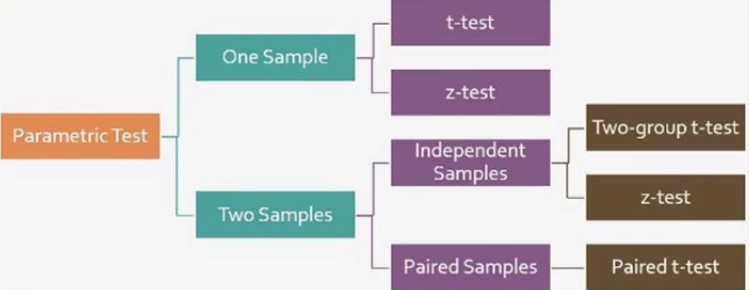 Parametric Test
One Sample
t-test
z-test
Two Samples
Independent
Samples
Two-group t-test
z-test
Paired Samples
Paired t-test